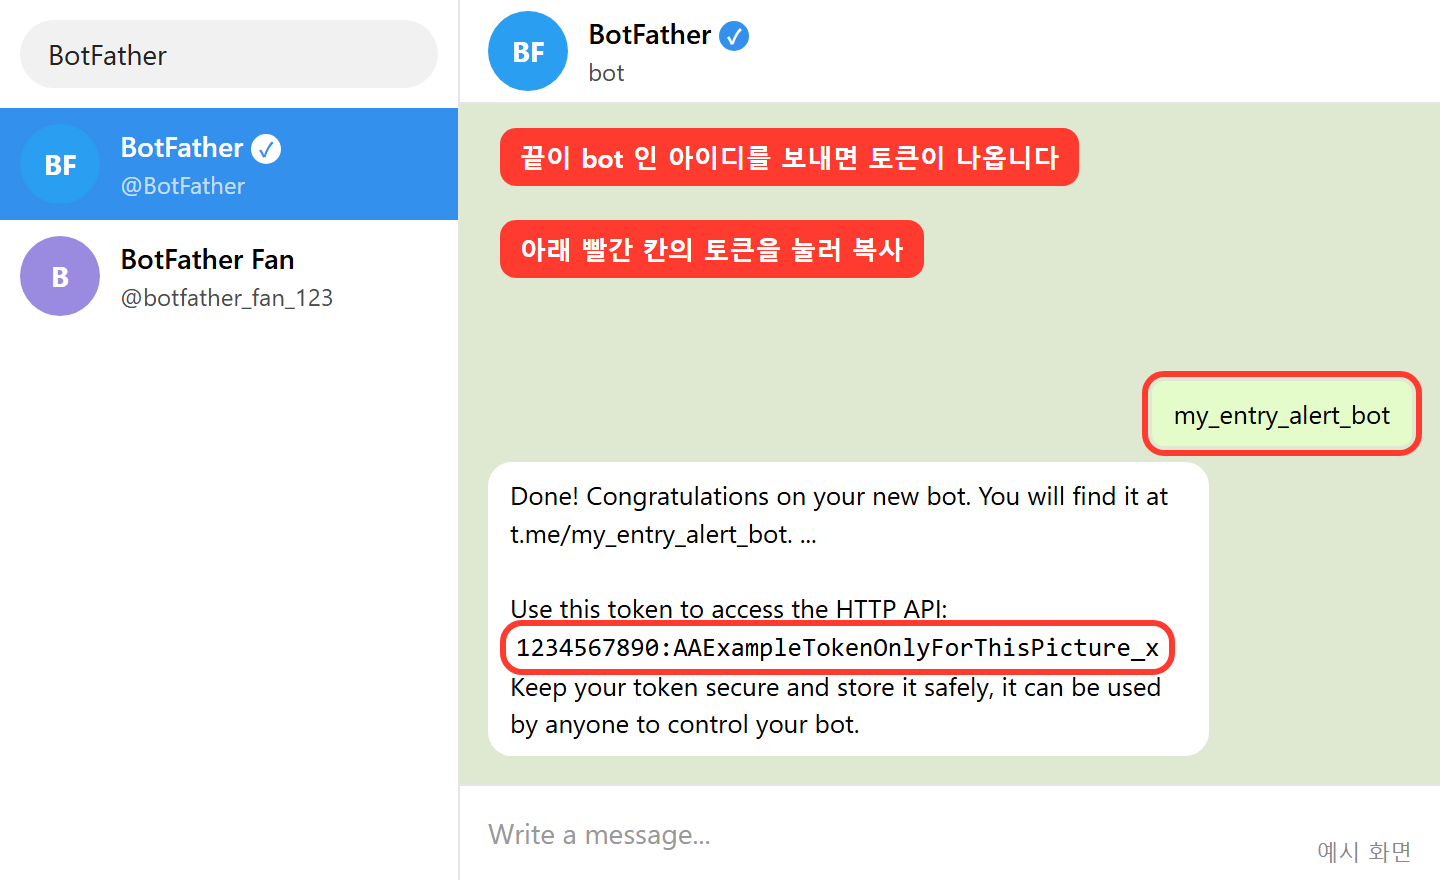 BotFather
BF
BotFather ✓
@BotFather
B
BotFather Fan
@botfather_fan_123
BF
BotFather ✓
bot
끝이 bot 인 아이디를 보내면 토큰이 나옵니다
아래 빨간 칸의 토큰을 눌러 복사
my_entry_alert_bot
Done! Congratulations on your new bot. You will find it at
t.me/my_entry_alert_bot. ...
Use this token to access the HTTP API:
1234567890:AAExampleTokenOnlyForThisPicture_x
Keep your token secure and store it safely, it can be used
by anyone to control your bot.
Write a message...
예시 화면